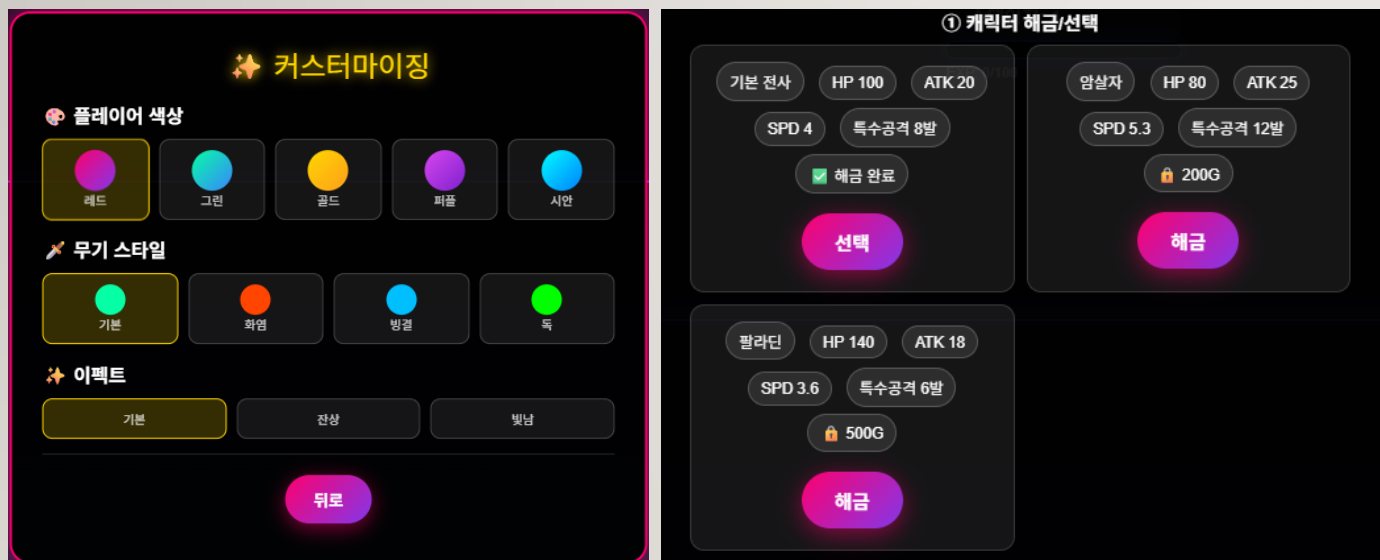 ✨ 커스터마이징
🎨 플레이어 색상
레드 그린 골드 퍼플 시안
🗡️ 무기 스타일
기본 화염 빙결 독
✨ 이펙트
기본 잔상 빛남
뒤로
① 캐릭터 해금/선택
기본 전사 HP 100 ATK 20
SPD 4 특수공격 8발
✅ 해금 완료
선택
암살자 HP 80 ATK 25
SPD 5.3 특수공격 12발
🔒 200G
해금
팔라딘 HP 140 ATK 18
SPD 3.6 특수공격 6발
🔒 500G
해금